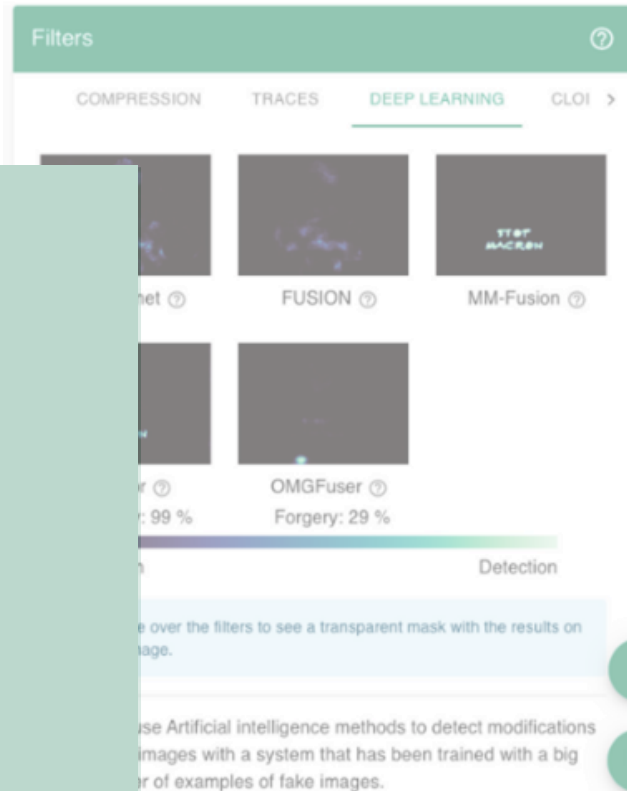 Filters
COMPRESSION TRACES DEEP LEARNING CLOI
STOP
MACRON
net FUSION MM-Fusion
r OMGFuser
: 99 % Forgery: 29 %
n Detection
e over the filters to see a transparent mask with the results on
age.
use Artificial intelligence methods to detect modifications
images with a system that has been trained with a big
er of examples of fake images.